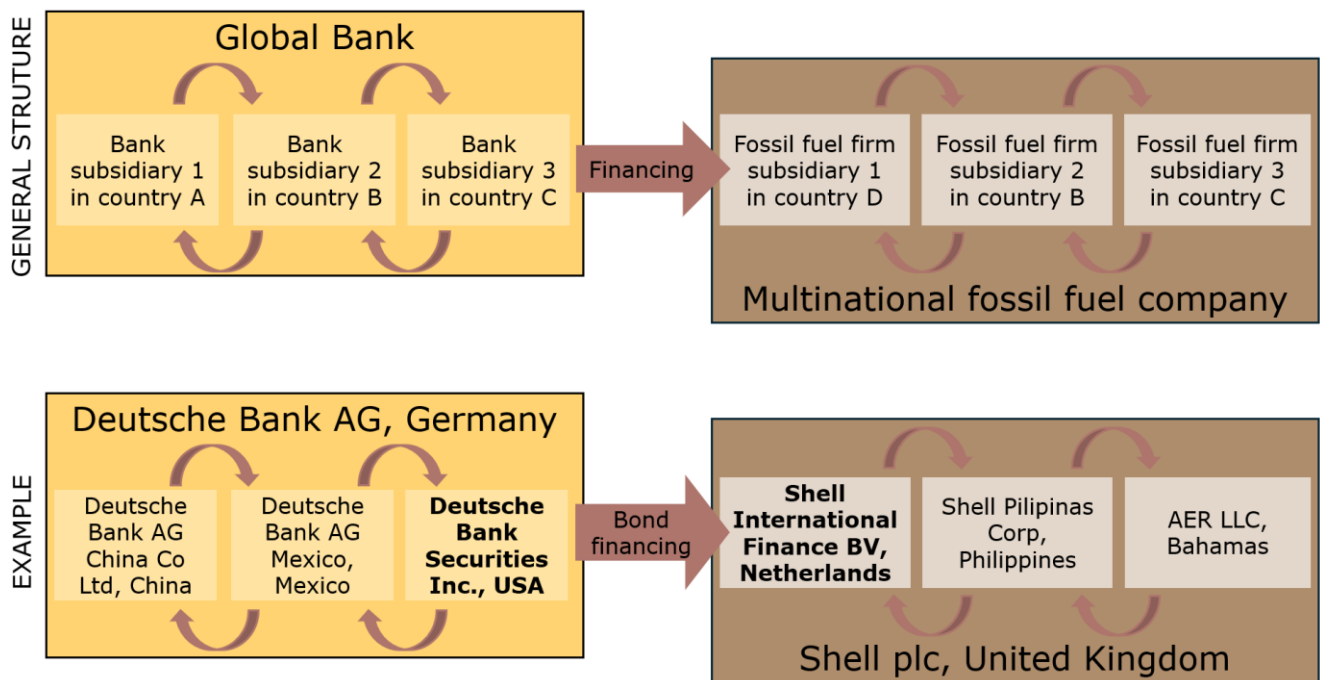 GENERAL STRUTURE
Global Bank
Bank
subsidiary 1
in country A
Bank
subsidiary 2
in country B
Bank
subsidiary 3
in country C
Financing
Fossil fuel firm
subsidiary 1
in country D
Fossil fuel firm
subsidiary 2
in country B
Fossil fuel firm
subsidiary 3
in country C
Multinational fossil fuel company
EXAMPLE
Deutsche Bank AG, Germany
Deutsche
Bank AG
China Co
Ltd, China
Deutsche
Bank AG
Mexico,
Mexico
Deutsche
Bank
Securities
Inc., USA
Bond
financing
Shell
International
Finance BV,
Netherlands
Shell Pilipinas
Corp,
Philippines
AER LLC,
Bahamas
Shell plc, United Kingdom